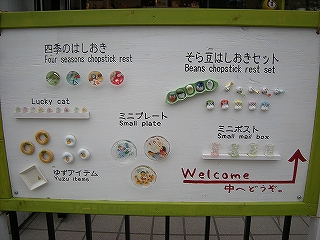 四季のはしおき
Four seasons chopstick rest
そら豆はしおきセット
Beans chopstick rest set
Lucky cat
ミニプレート
Small plate
ミニポスト
Small mail box
ゆずアイテム
Yuzu items
Welcome
中へどうぞ。